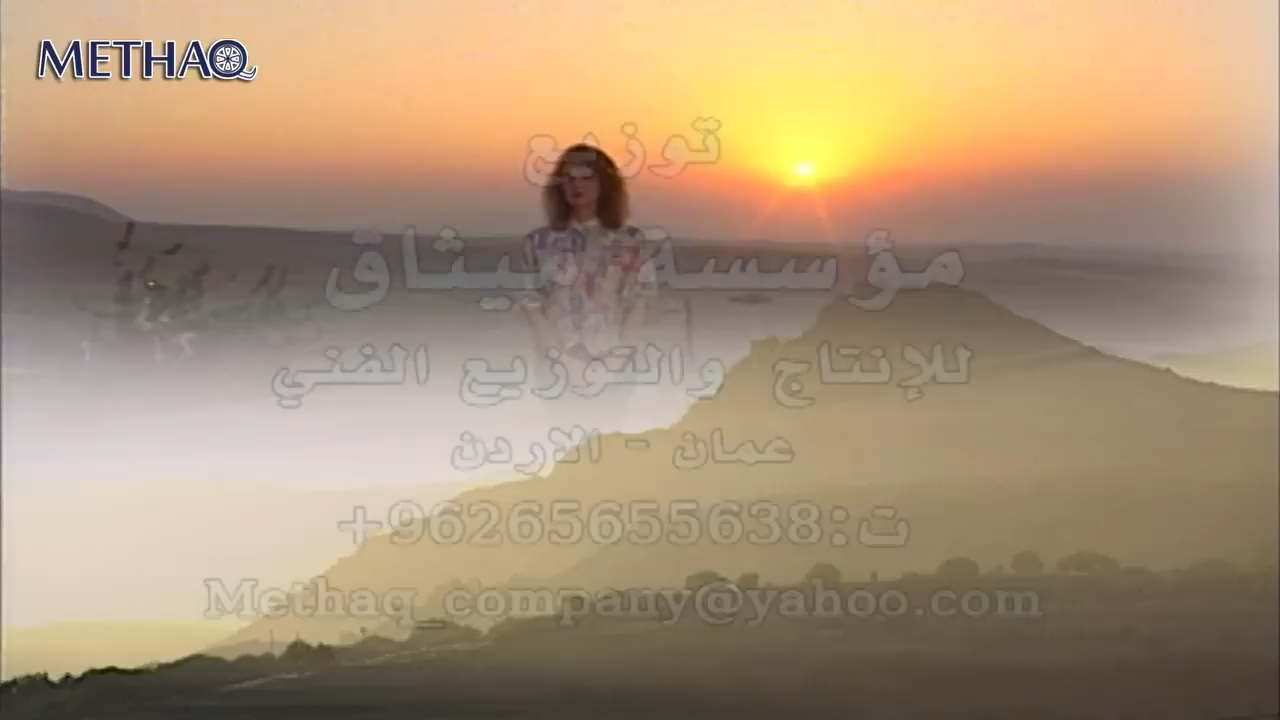 METHAQ
توزيع
مؤسسة ميثاق
للإنتاج والتوزيع الفني
عمان - الاردن
ت:96265655638+
Methaq_company@yahoo.com